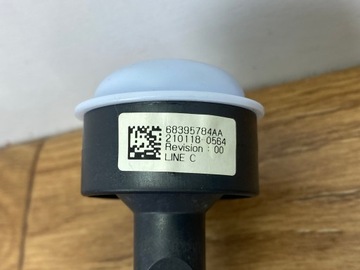 68395784AA
210118 0564
Revision : 00
LINE C